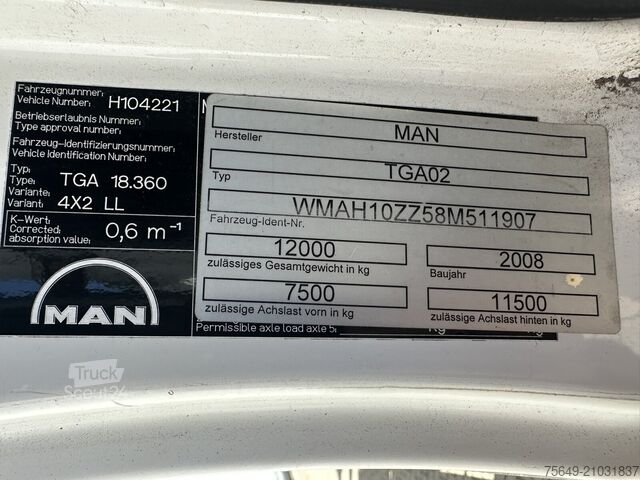 Fahrzeugnummer:
Vehicle Number: H104221
Betriebserlaubnis Nummer:
Type approval number:
Fahrzeug-Identifizierungsnummer:
Vehicle Identification Number:
Typ:
Type: TGA 18.360
Variante:
Variante: 4X2 LL
K-Wert:
Corrected absorption value: 0,6 m⁻¹
MAN
MAN
Hersteller
TGA02
Typ
WMAH10ZZ58M511907
Fahrzeug-Ident-Nr.
12000
zulässiges Gesamtgewicht in kg
2008
Baujahr
7500
zulässige Achslast vorn in kg
11500
zulässige Achslast hinten in kg
Permissible axle load axle
Kg
Truck
Scout24
75649-21031837